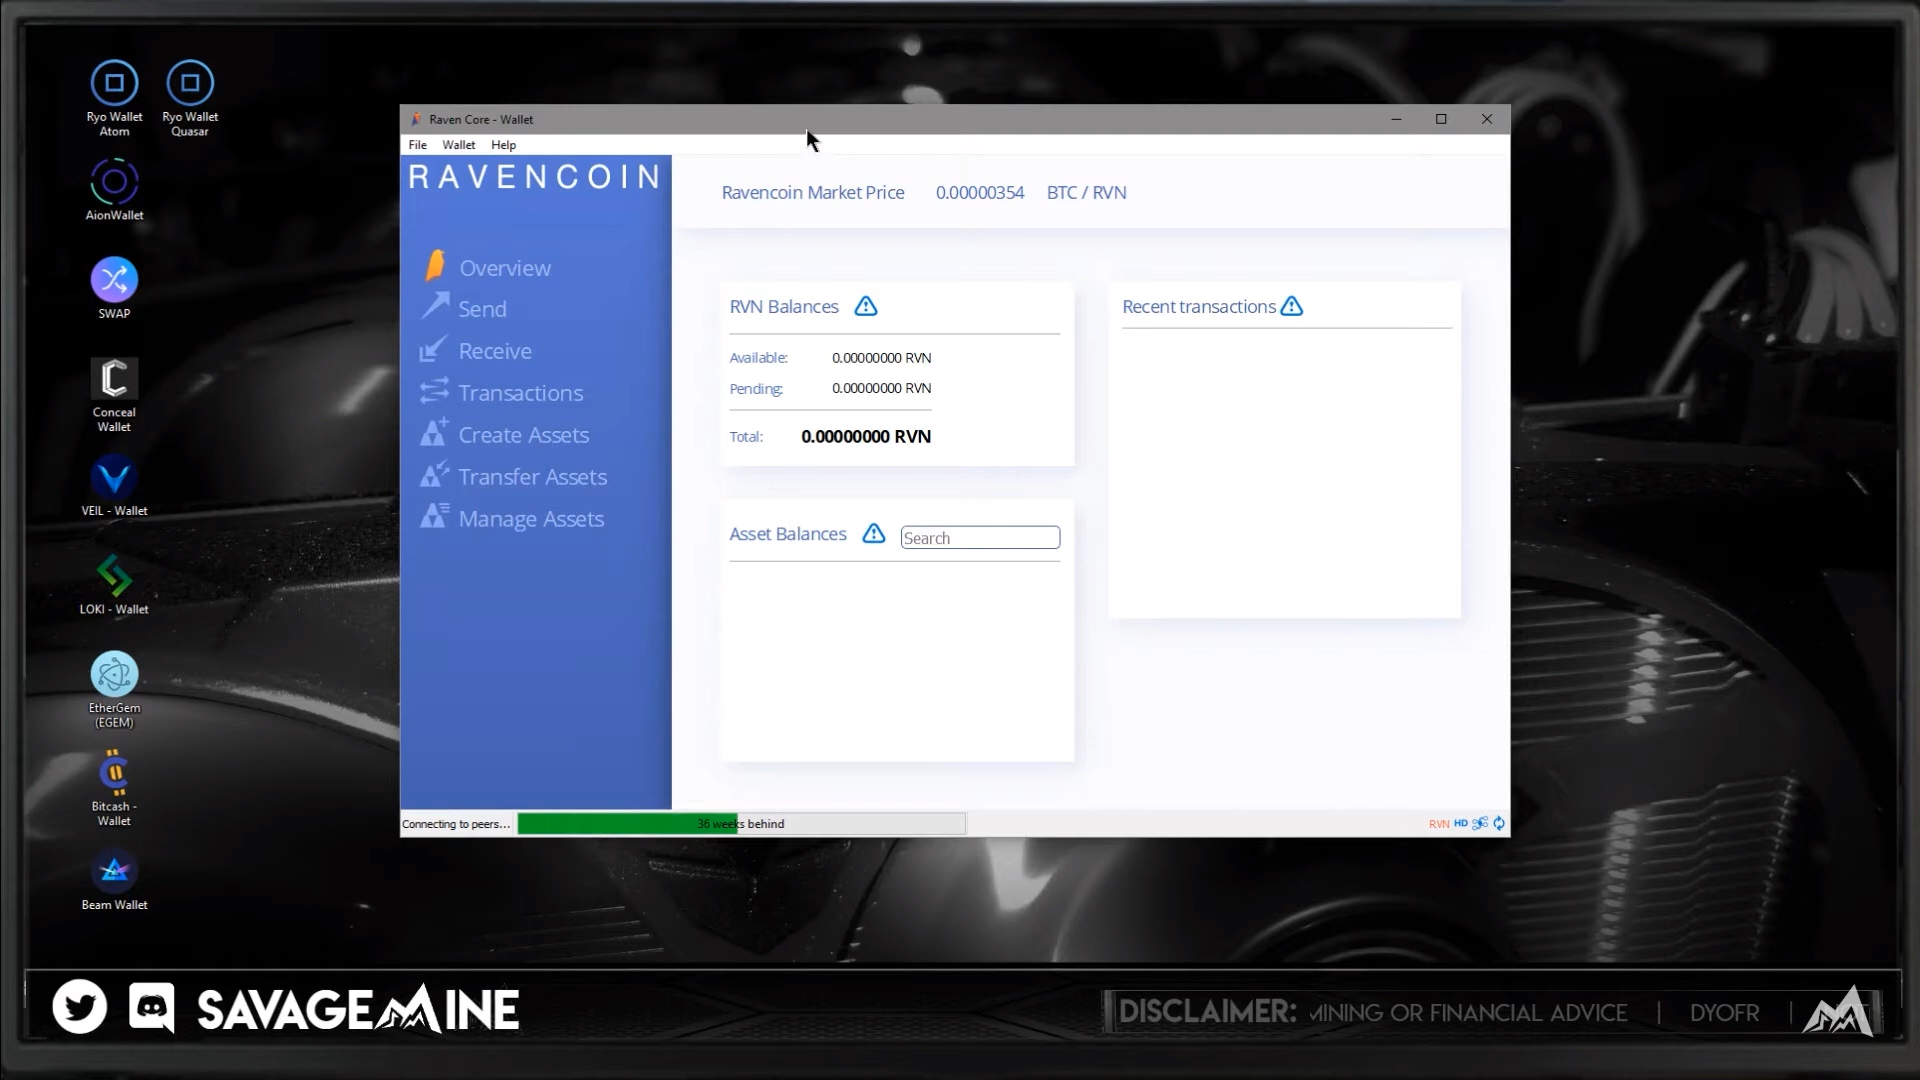 Ryo Wallet
Atom
Ryo Wallet
Quasar
AionWallet
SWAP
Conceal
Wallet
VEIL - Wallet
LOKI - Wallet
EtherGem
(EGEM)
Bitcash -
Wallet
Beam Wallet
Raven Core - Wallet
File Wallet Help
RAVENCOIN
Overview
Send
Receive
Transactions
Create Assets
Transfer Assets
Manage Assets
Ravencoin Market Price 0.00000354 BTC / RVN
RVN Balances
Available: 0.00000000 RVN
Pending: 0.00000000 RVN
Total: 0.00000000 RVN
Asset Balances
Search
Recent transactions
Connecting to peers...
36 weeks behind
RVN HD
SAVAGEMINE
DISCLAIMER: MINING OR FINANCIAL ADVICE | DYOFR |